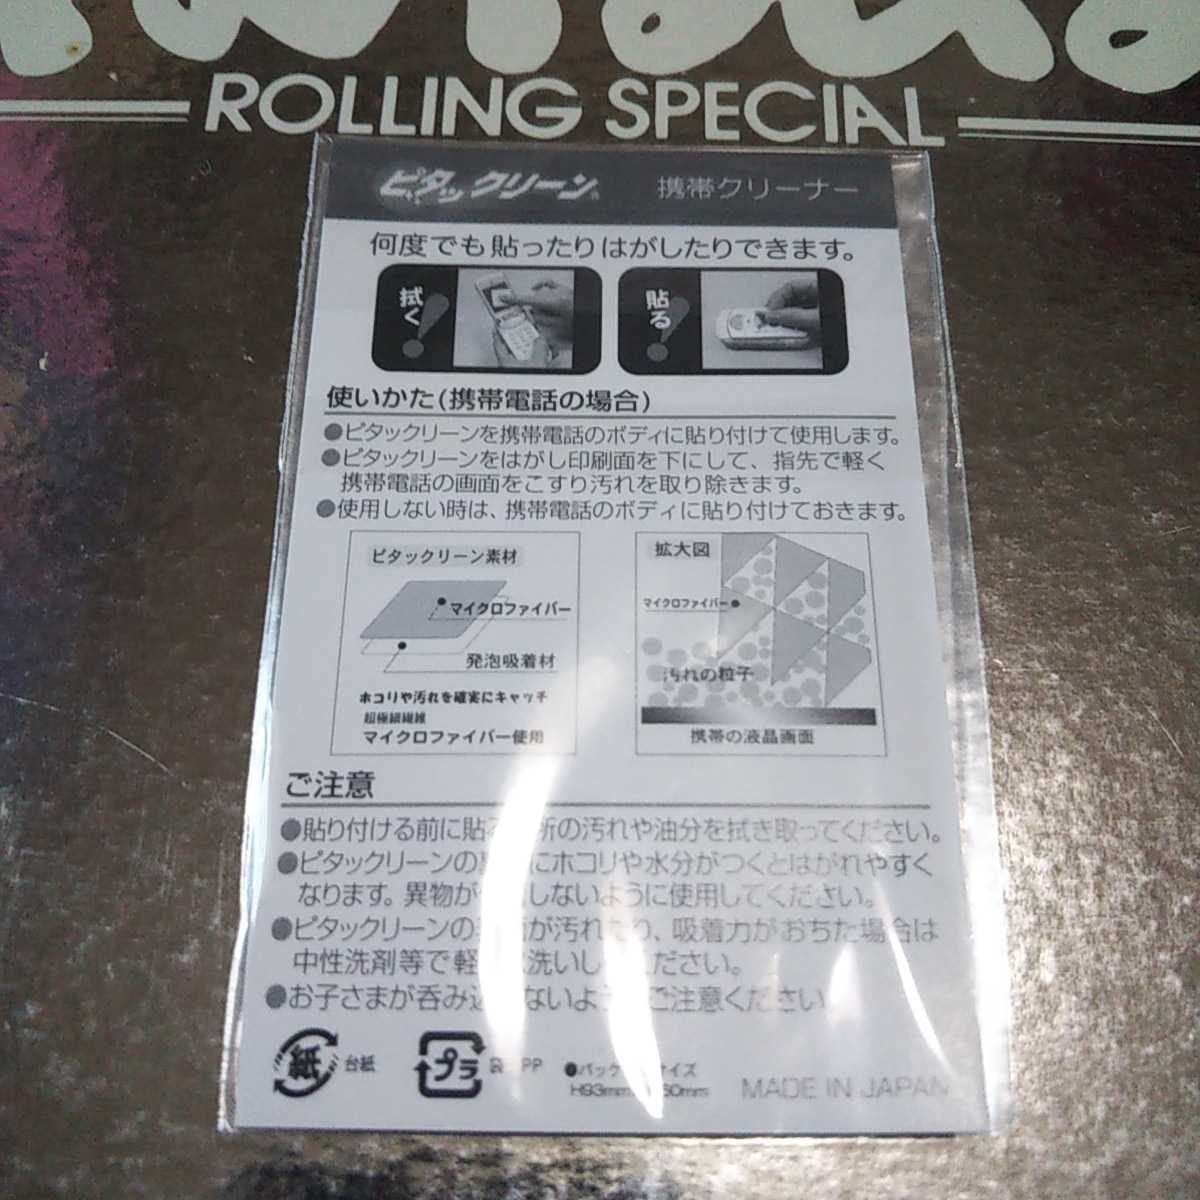 ROLLING SPECIAL
ピタックリーン® 携帯クリーナー
何度でも貼ったりはがしたりできます。
拭く! 貼る!
使いかた(携帯電話の場合)
●ピタックリーンを携帯電話のボディに貼り付けて使用します。
●ピタックリーンをはがし印刷面を下にして、指先で軽く
携帯電話の画面をこすり汚れを取り除きます。
●使用しない時は、携帯電話のボディに貼り付けておきます。
ピタックリーン素材
マイクロファイバー
発泡吸着材
ホコリや汚れを確実にキャッチ
超極細繊維
マイクロファイバー使用
拡大図
マイクロファイバー
汚れの粒子
携帯の液晶画面
ご注意
●貼り付ける前に貼る 所の汚れや油分を拭き取ってください。
●ピタックリーンの にホコリや水分がつくとはがれやすく
なります。異物が しないように使用してください。
●ピタックリーンの が汚れたり、吸着力がおちた場合は
中性洗剤等で軽 洗いし ください。
●お子さまが呑み込 ないよう ご注意ください
紙 台紙
プラ 袋 PP
●パッケ イズ
H93mm 60mm
MADE IN JAPAN